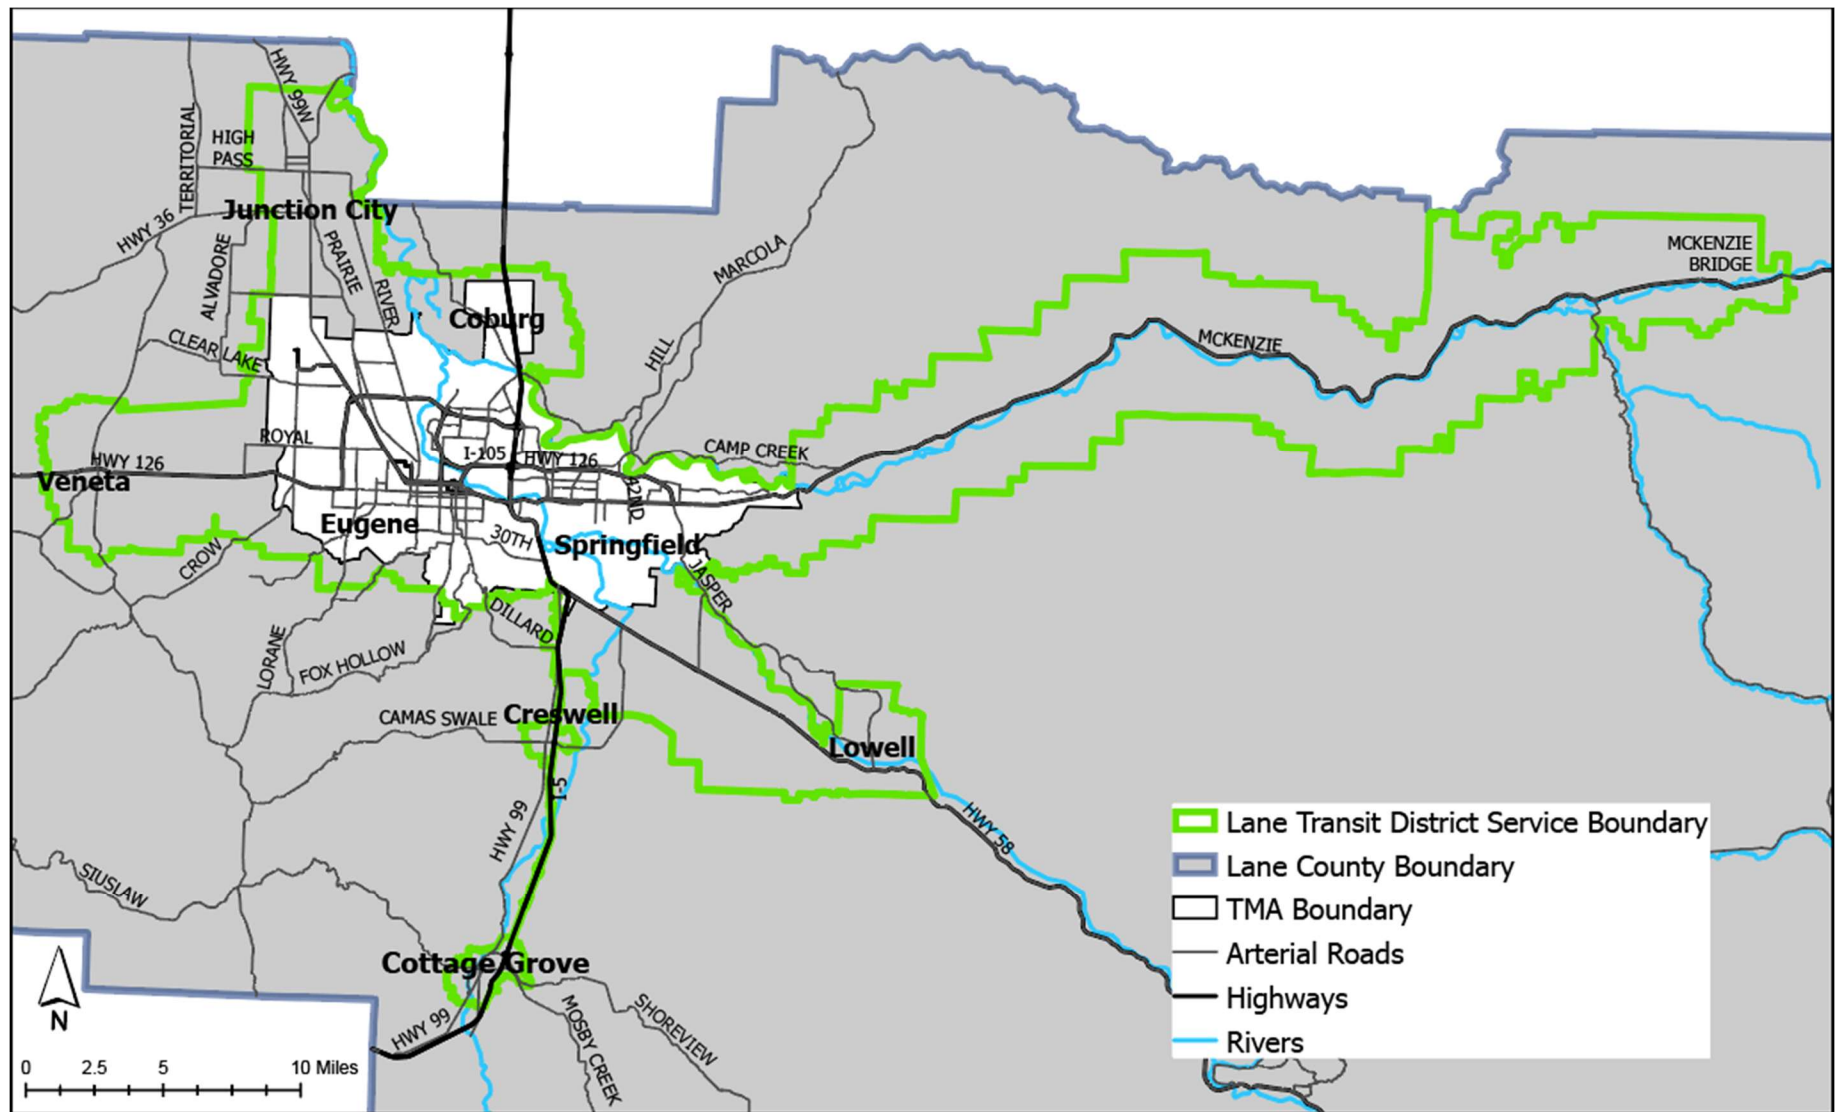 HWY 99W
TERRITORIAL
HIGH
PASS
HWY 36
Junction City
ALVADORE
PRAIRIE
RIVER
MARCOLA
MCKENZIE
BRIDGE
Coburg
CLEAR LAKE
HILL
MCKENZIE
ROYAL
I-105
HWY 126
CAMP CREEK
HWY 126
Veneta
42ND
Eugene
30TH
Springfield
CROW
JASPER
DILLARD
LORANE
FOX HOLLOW
CAMAS SWALE
Creswell
Lowell
I-5
HWY 99
HWY 58
SIUSLAW
Cottage Grove
HWY 99
MOSBY CREEK
SHOREVIEW
N
0 2.5 5 10 Miles
Lane Transit District Service Boundary
Lane County Boundary
TMA Boundary
Arterial Roads
Highways
Rivers